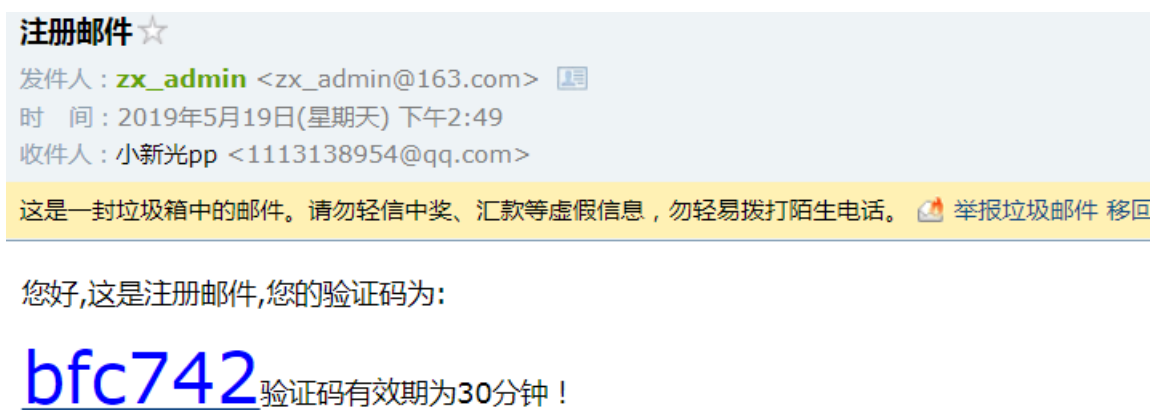 注册邮件
发件人：zx_admin <zx_admin@163.com>
时 间：2019年5月19日(星期天) 下午2:49
收件人：小新光pp <1113138954@qq.com>
这是一封垃圾箱中的邮件。请勿轻信中奖、汇款等虚假信息，勿轻易拨打陌生电话。 举报垃圾邮件 移回
您好,这是注册邮件,您的验证码为:
bfc742验证码有效期为30分钟！